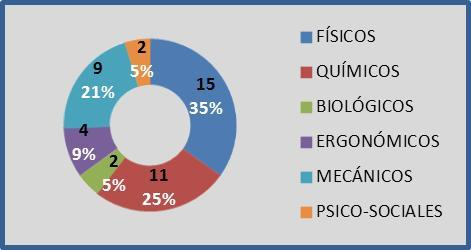 2
5%
15
35%
11
25%
2
5%
4
9%
9
21%
FÍSICOS
QUÍMICOS
BIOLÓGICOS
ERGONÓMICOS
MECÁNICOS
PSICO-SOCIALES